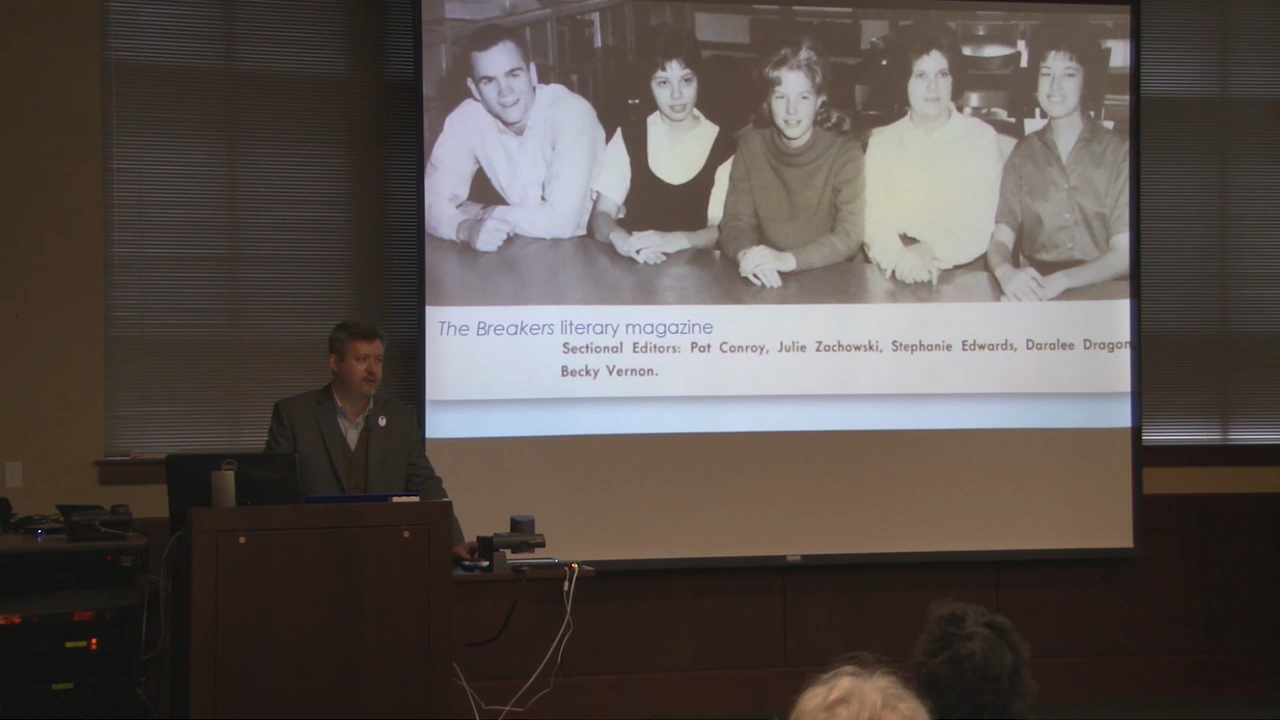 The Breakers literary magazine
Sectional Editors: Pat Conroy, Julie Zachowski, Stephanie Edwards, Daralee Dragon,
Becky Vernon.